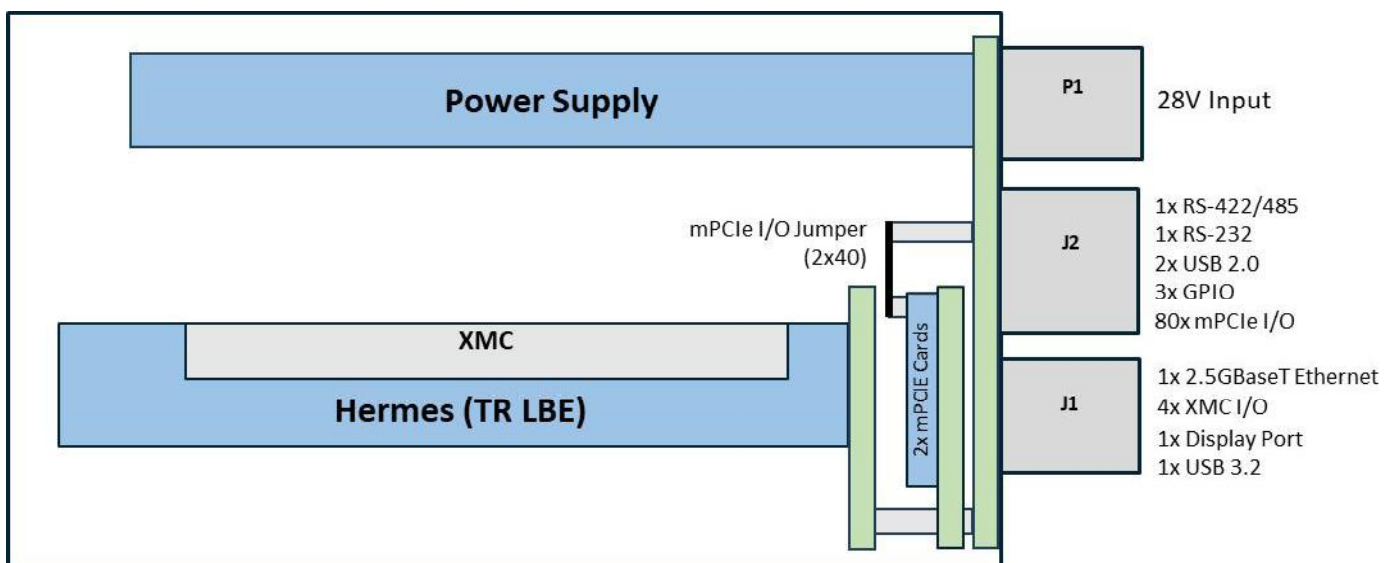 Power Supply
P1
28V Input
mPCIe I/O Jumper
(2x40)
J2
1x RS-422/485
1x RS-232
2x USB 2.0
3x GPIO
80x mPCIe I/O
XMC
Hermes (TR LBE)
2x mPCIE Cards
J1
1x 2.5GBaseT Ethernet
4x XMC I/O
1x Display Port
1x USB 3.2